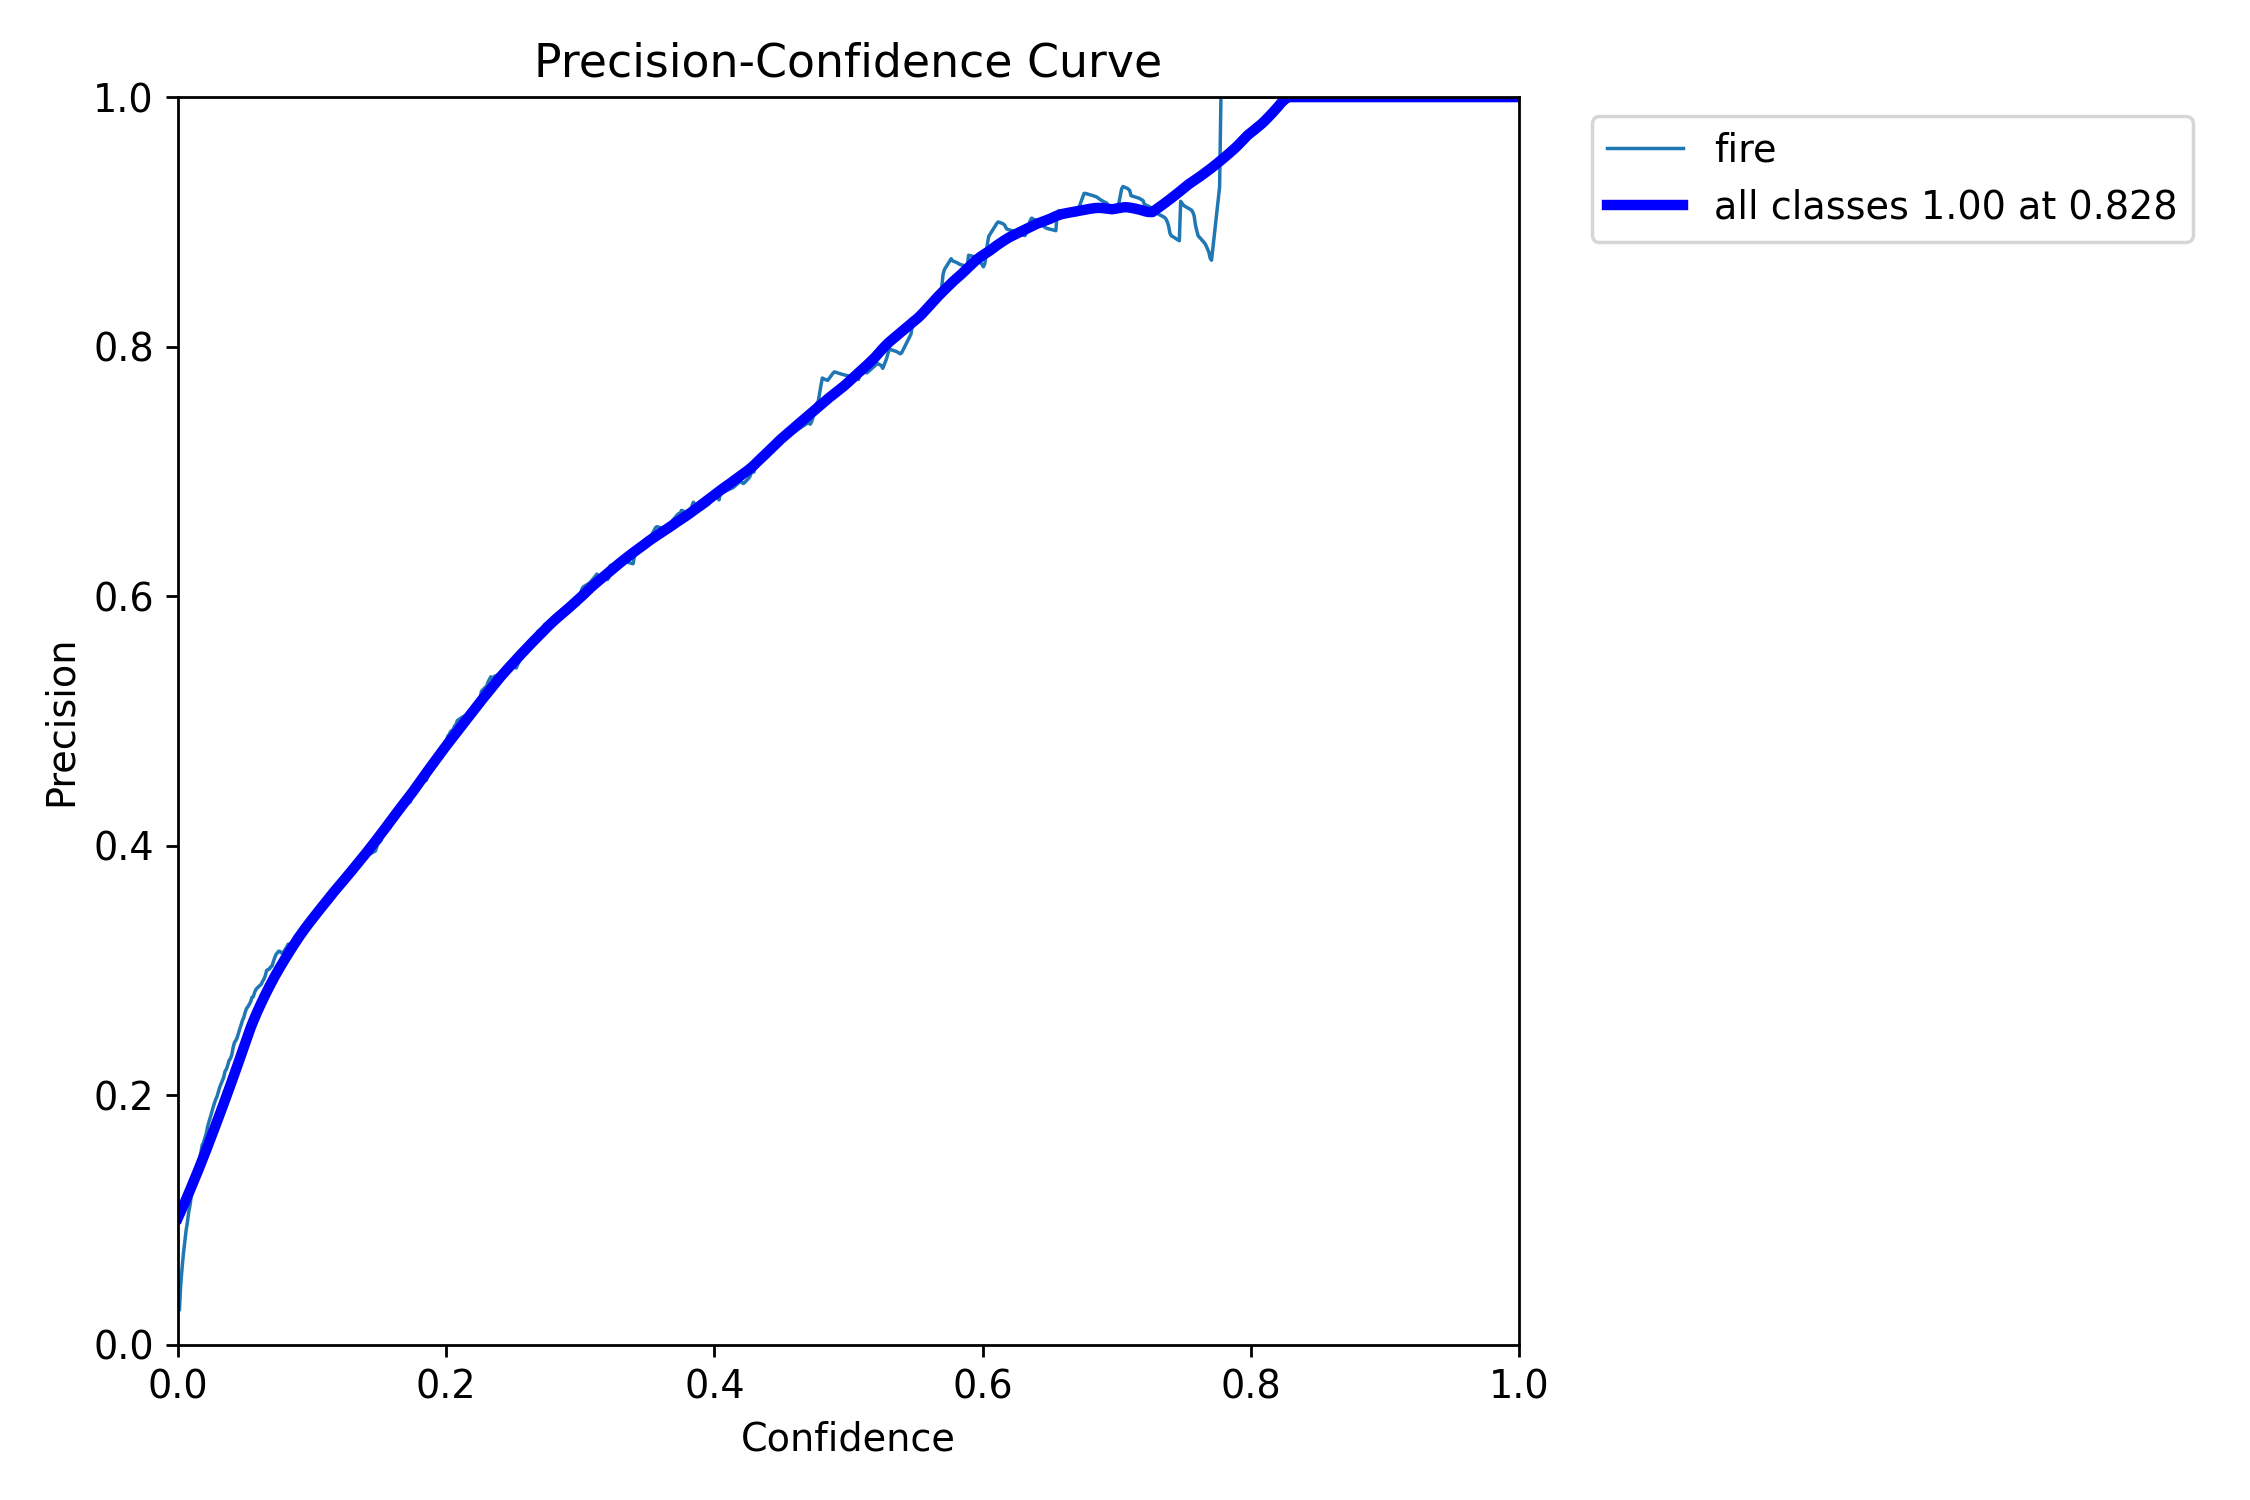 Precision-Confidence Curve
1.0
0.8
0.6
0.4
0.2
0.0
Precision
0.0 0.2 0.4 0.6 0.8 1.0
Confidence
fire
all classes 1.00 at 0.828